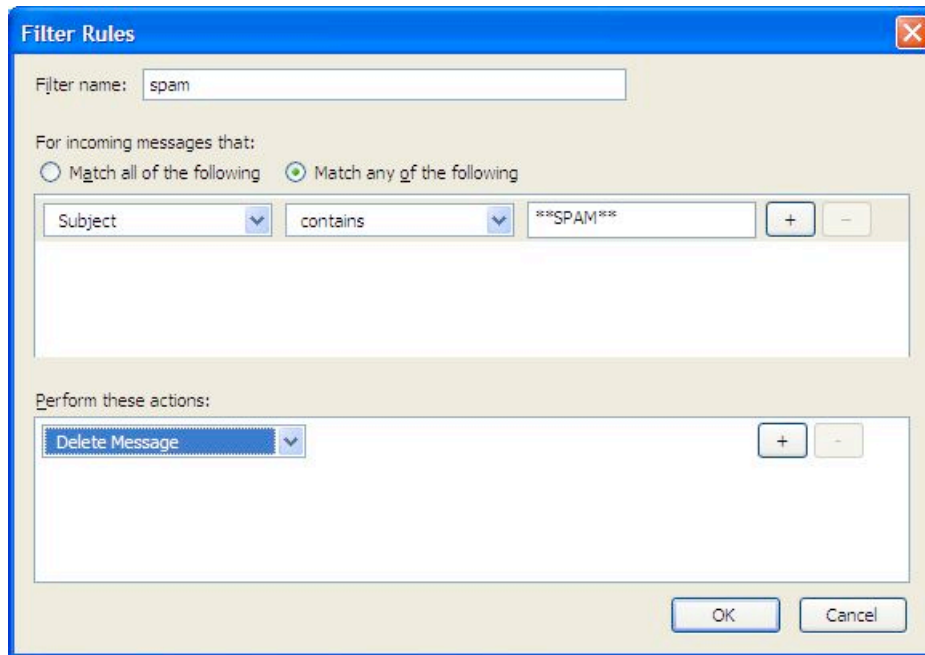 Filter Rules
Filter name: spam
For incoming messages that:
Match all of the following Match any of the following
Subject contains **SPAM** + −
Perform these actions:
Delete Message + -
OK Cancel